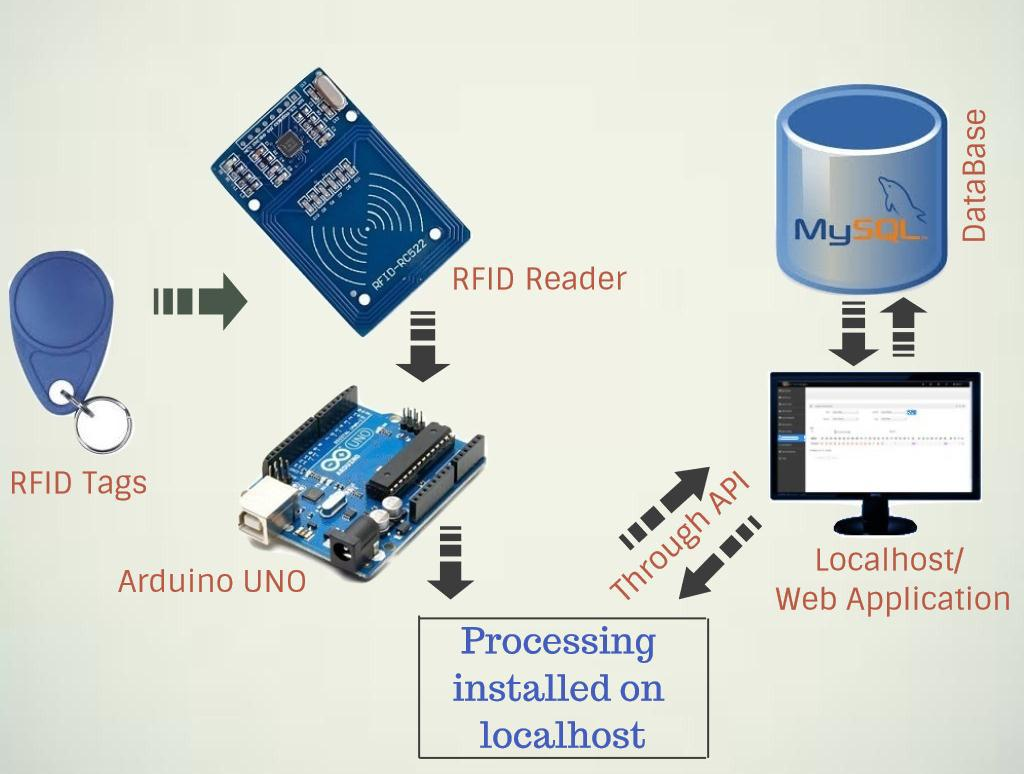 RFID-RC522
RFID Reader
MySQL
DataBase
RFID Tags
UNO
ARDUINO
Arduino UNO
Through API
Localhost/
Web Application
Processing
installed on
localhost